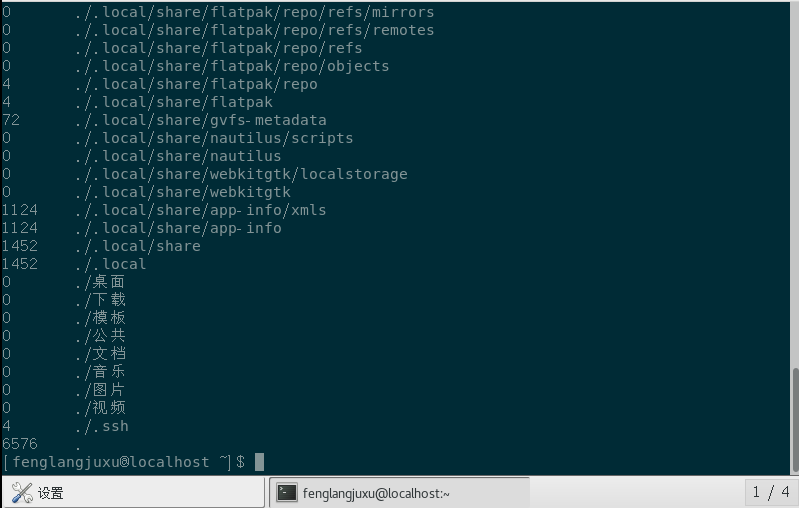 0 ./.local/share/flatpak/repo/refs/mirrors
0 ./.local/share/flatpak/repo/refs/remotes
0 ./.local/share/flatpak/repo/refs
0 ./.local/share/flatpak/repo/objects
4 ./.local/share/flatpak/repo
4 ./.local/share/flatpak
72 ./.local/share/gvfs-metadata
0 ./.local/share/nautilus/scripts
0 ./.local/share/nautilus
0 ./.local/share/webkitgtk/localstorage
0 ./.local/share/webkitgtk
1124 ./.local/share/app-info/xmls
1124 ./.local/share/app-info
1452 ./.local/share
1452 ./.local
0 ./桌面
0 ./下载
0 ./模板
0 ./公共
0 ./文档
0 ./音乐
0 ./图片
0 ./视频
4 ./.ssh
6576 .
[fenglangjuxu@localhost ~]$
设置 fenglangjuxu@localhost:~ 1 / 4